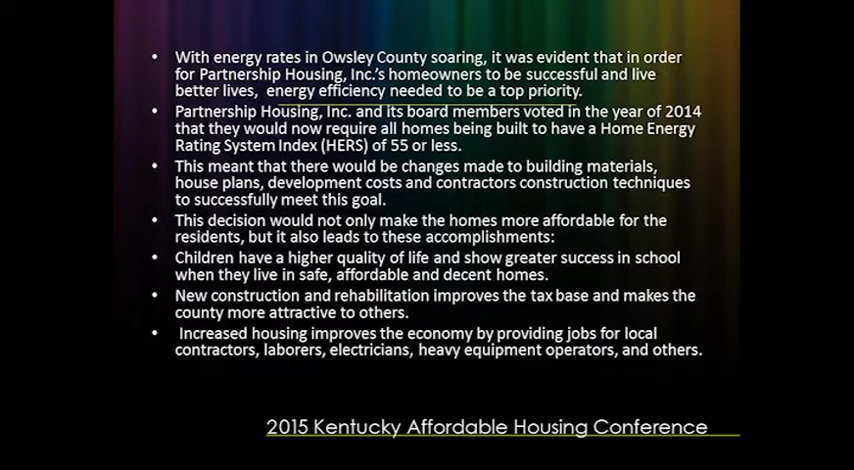 • With energy rates in Owsley County soaring, it was evident that in order
for Partnership Housing, Inc.'s homeowners to be successful and live
better lives, energy efficiency needed to be a top priority.
• Partnership Housing, Inc. and its board members voted in the year of 2014
that they would now require all homes being built to have a Home Energy
Rating System Index (HERS) of 55 or less.
• This meant that there would be changes made to building materials,
house plans, development costs and contractors construction techniques
to successfully meet this goal.
• This decision would not only make the homes more affordable for the
residents, but it also leads to these accomplishments:
• Children have a higher quality of life and show greater success in school
when they live in safe, affordable and decent homes.
• New construction and rehabilitation improves the tax base and makes the
county more attractive to others.
• Increased housing improves the economy by providing jobs for local
contractors, laborers, electricians, heavy equipment operators, and others.
2015 Kentucky Affordable Housing Conference